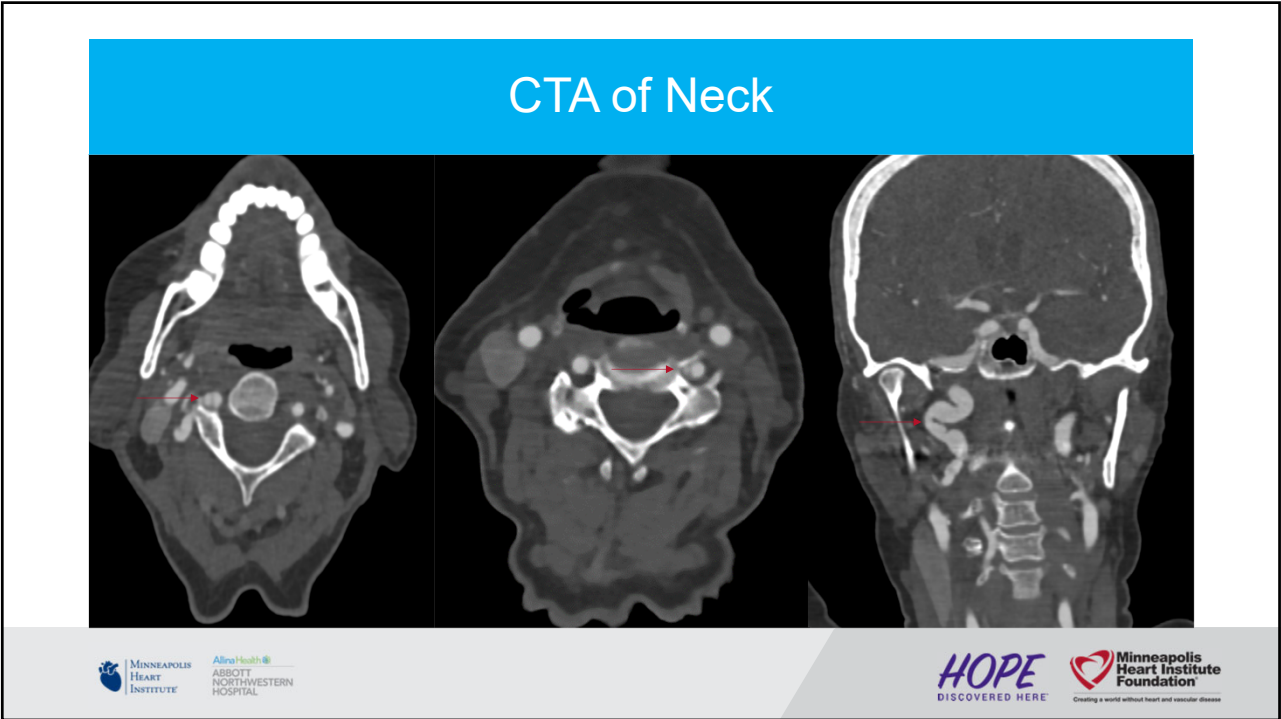 CTA of Neck
MINNEAPOLIS
HEART
INSTITUTE
Allina Health
ABBOTT
NORTHWESTERN
HOSPITAL
HOPE
DISCOVERED HERE
Minneapolis
Heart Institute
Foundation
Creating a world without heart and vascular disease